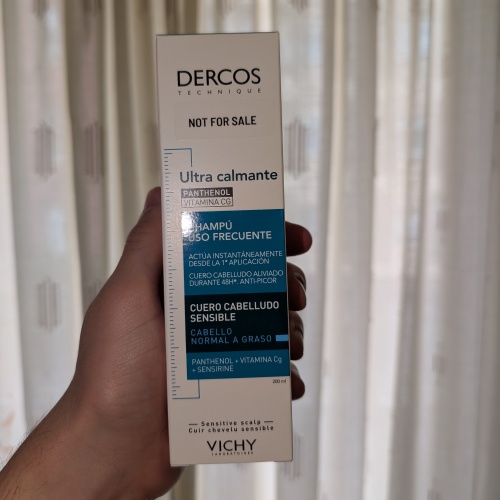 DERCOS
TECHNIQUE
NOT FOR SALE
Ultra calmante
PANTHENOL
VITAMINA CG
CHAMPÚ
USO FRECUENTE
ACTÚA INSTANTÁNEAMENTE
DESDE LA 1ª APLICACIÓN
CUERO CABELLUDO ALIVIADO
DURANTE 48H*. ANTI-PICOR
CUERO CABELLUDO
SENSIBLE
CABELLO
NORMAL A GRASO
PANTHENOL + VITAMINA Cg
+ SENSIRINE
200 ml
— Sensitive scalp —
Cuir chevelu sensible
VICHY
LABORATOIRES